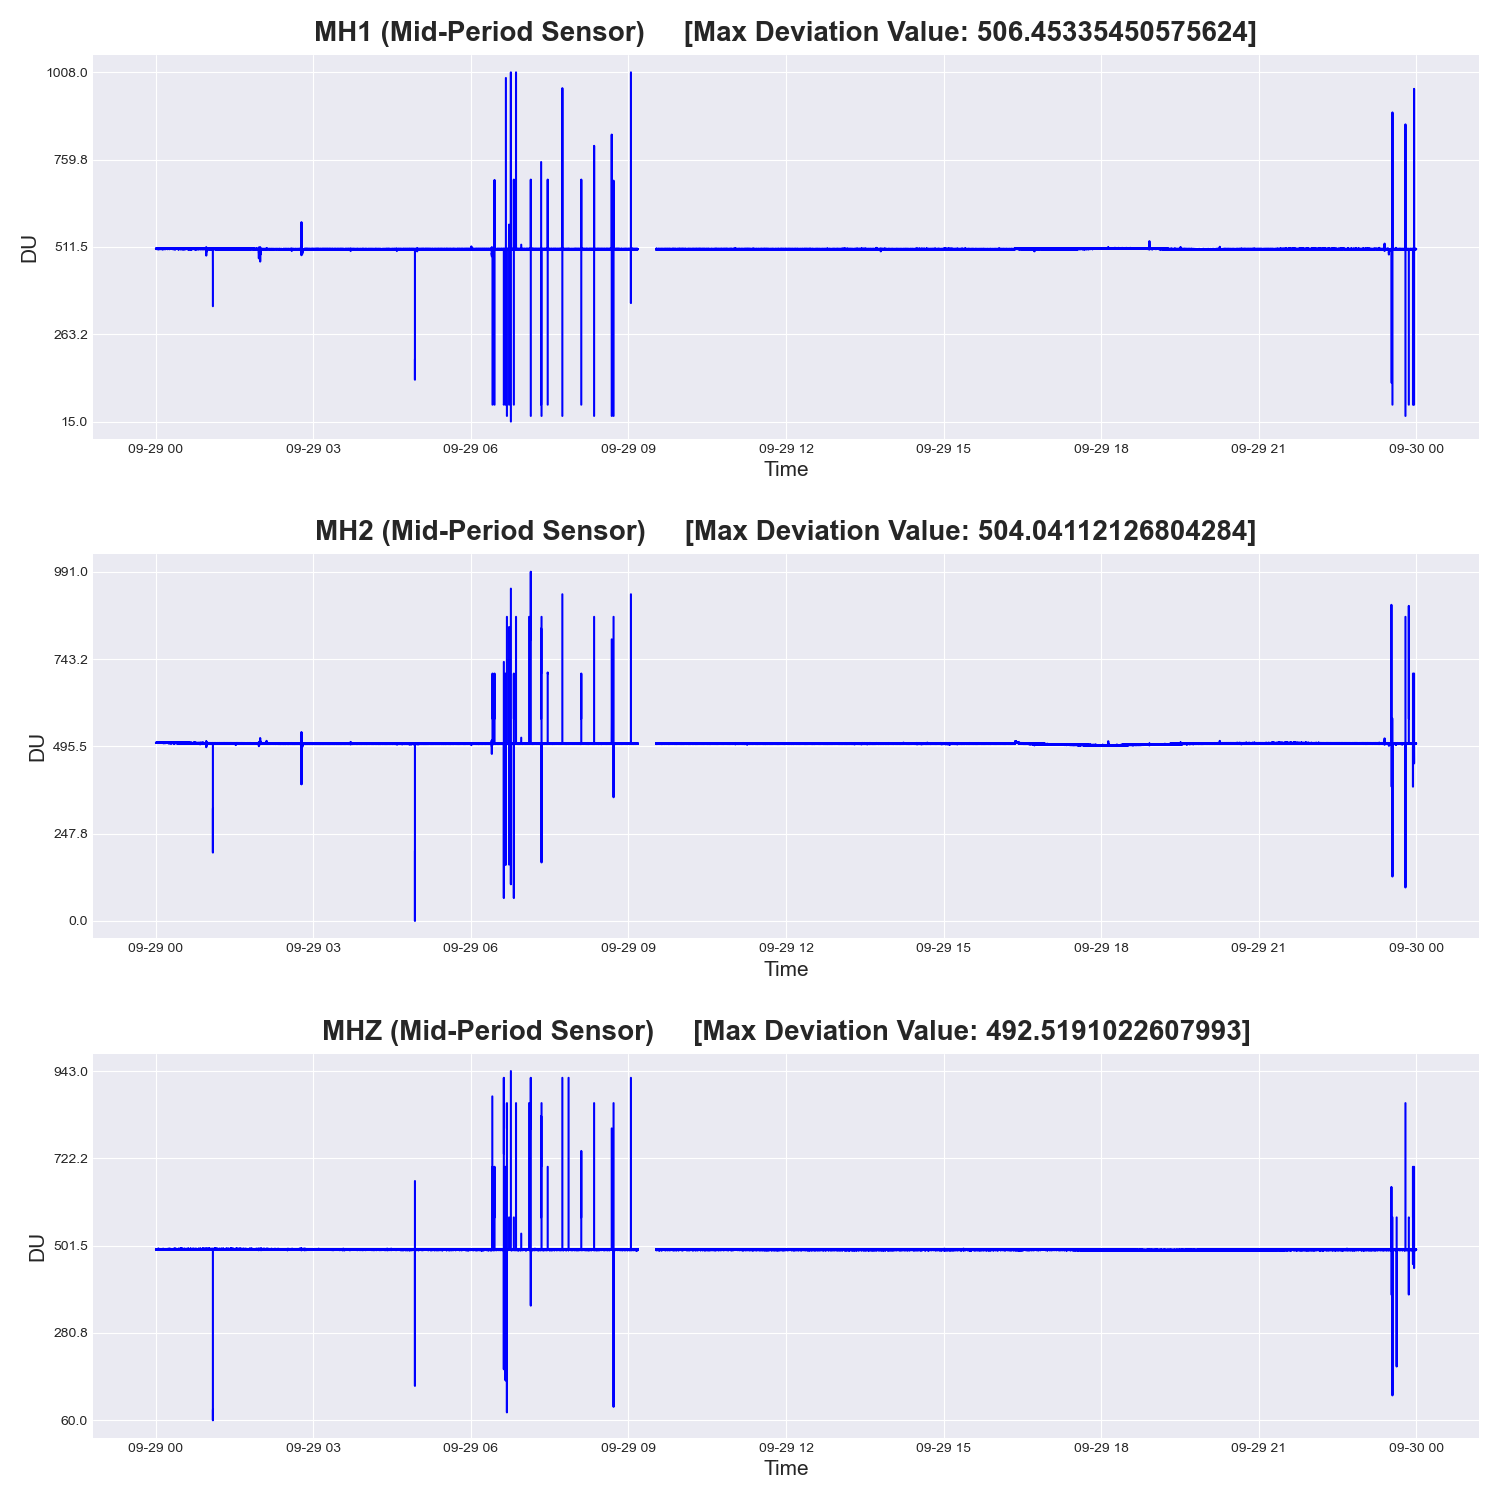 MH1 (Mid-Period Sensor) [Max Deviation Value: 506.45335450575624]
1008.0
759.8
511.5
263.2
15.0
DU
09-29 00 09-29 03 09-29 06 09-29 09 09-29 12 09-29 15 09-29 18 09-29 21 09-30 00
Time
MH2 (Mid-Period Sensor) [Max Deviation Value: 504.04112126804284]
991.0
743.2
495.5
247.8
0.0
DU
09-29 00 09-29 03 09-29 06 09-29 09 09-29 12 09-29 15 09-29 18 09-29 21 09-30 00
Time
MHZ (Mid-Period Sensor) [Max Deviation Value: 492.5191022607993]
943.0
722.2
501.5
280.8
60.0
DU
09-29 00 09-29 03 09-29 06 09-29 09 09-29 12 09-29 15 09-29 18 09-29 21 09-30 00
Time